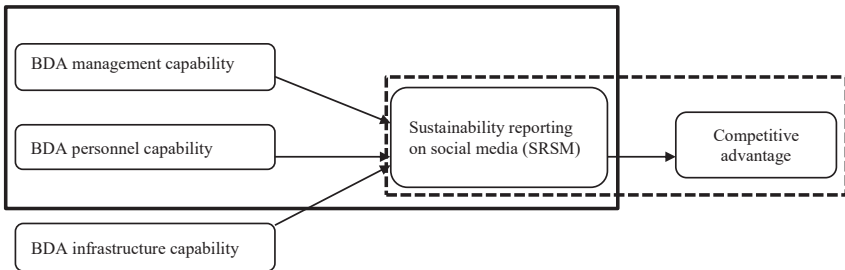 BDA management capability
BDA personnel capability
BDA infrastructure capability
Sustainability reporting
on social media (SRSM)
Competitive
advantage